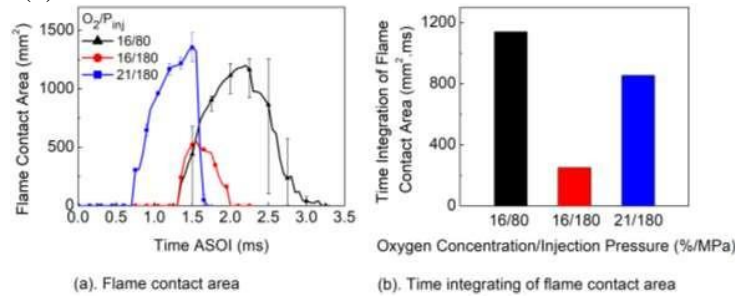 O2/Pinj
16/80
16/180
21/180
Flame Contact Area (mm²)
1500
1000
500
0
0.0 0.5 1.0 1.5 2.0 2.5 3.0 3.5
Time ASOI (ms)
(a). Flame contact area
Time Integration of Flame
Contact Area (mm².ms)
1200
800
400
0
16/80 16/180 21/180
Oxygen Concentration/Injection Pressure (%/MPa)
(b). Time integrating of flame contact area